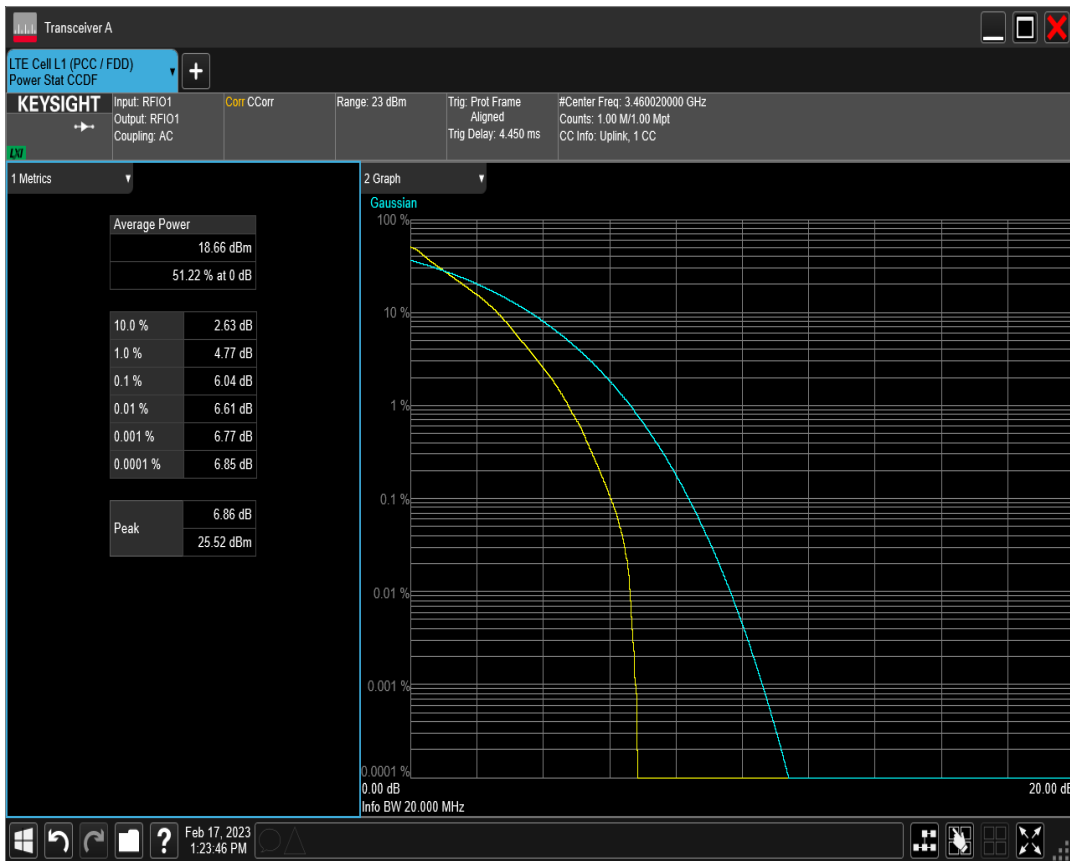 Transceiver A
LTE Cell L1 (PCC / FDD)
Power Stat CCDF
+
KEYSIGHT
LXI
Input: RFIO1
Output: RFIO1
Coupling: AC
Corr CCorr
Range: 23 dBm
Trig: Prot Frame
Aligned
Trig Delay: 4.450 ms
#Center Freq: 3.460020000 GHz
Counts: 1.00 M/1.00 Mpt
CC Info: Uplink, 1 CC
1 Metrics
Average Power
18.66 dBm
51.22 % at 0 dB
10.0 % 2.63 dB
1.0 % 4.77 dB
0.1 % 6.04 dB
0.01 % 6.61 dB
0.001 % 6.77 dB
0.0001 % 6.85 dB
Peak
6.86 dB
25.52 dBm
2 Graph
Gaussian
100 %
10 %
1 %
0.1 %
0.01 %
0.001 %
0.0001 %
0.00 dB
20.00 dB
Info BW 20.000 MHz
?
Feb 17, 2023
1:23:46 PM